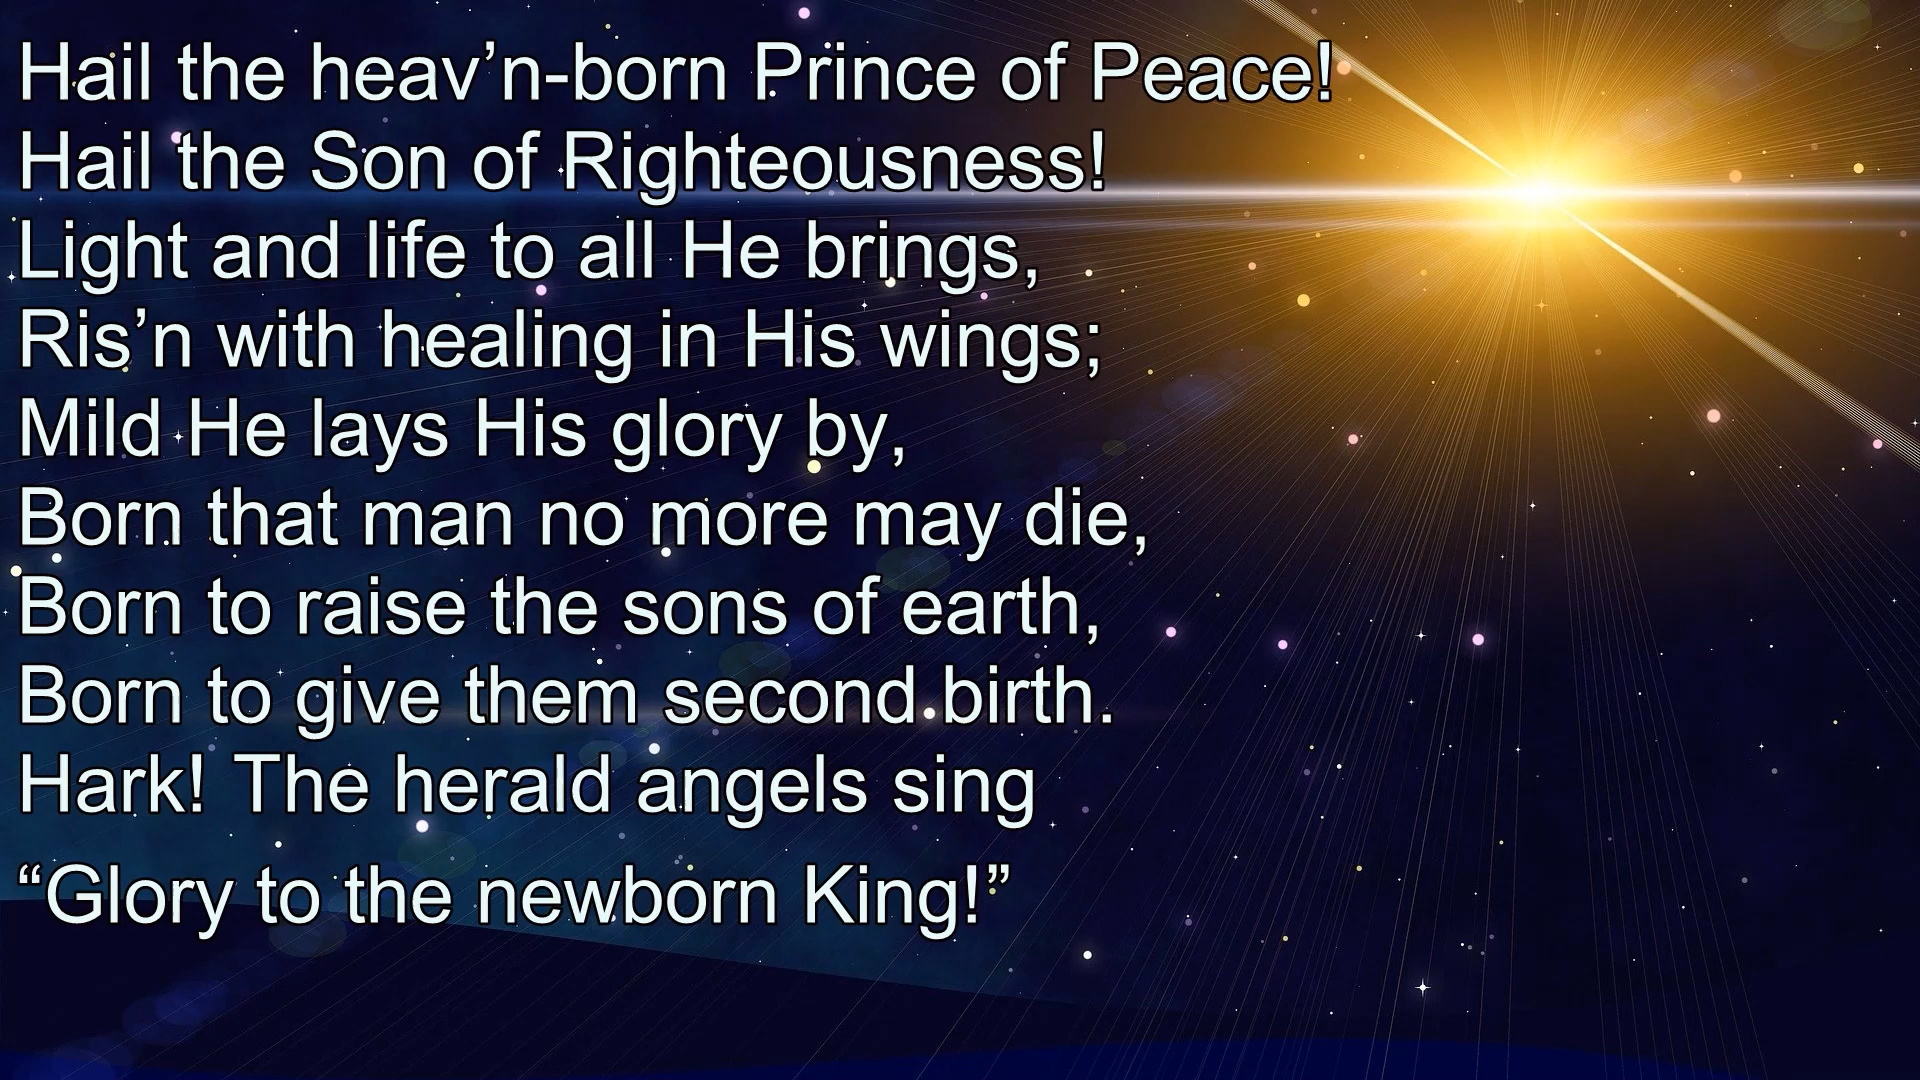 Hail the heav’n-born Prince of Peace!
Hail the Son of Righteousness!
Light and life to all He brings,
Ris’n with healing in His wings;
Mild He lays His glory by,
Born that man no more may die,
Born to raise the sons of earth,
Born to give them second birth.
Hark! The herald angels sing
“Glory to the newborn King!”